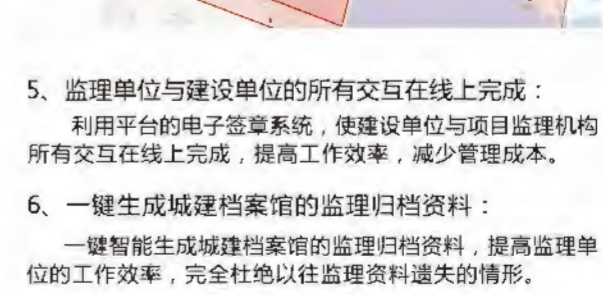 5、监理单位与建设单位的所有交互在线上完成：
利用平台的电子签章系统，使建设单位与项目监理机构
所有交互在线上完成，提高工作效率，减少管理成本。
6、一键生成城建档案馆的监理归档资料：
一键智能生成城建档案馆的监理归档资料，提高监理单
位的工作效率，完全杜绝以往监理资料遗失的情形。